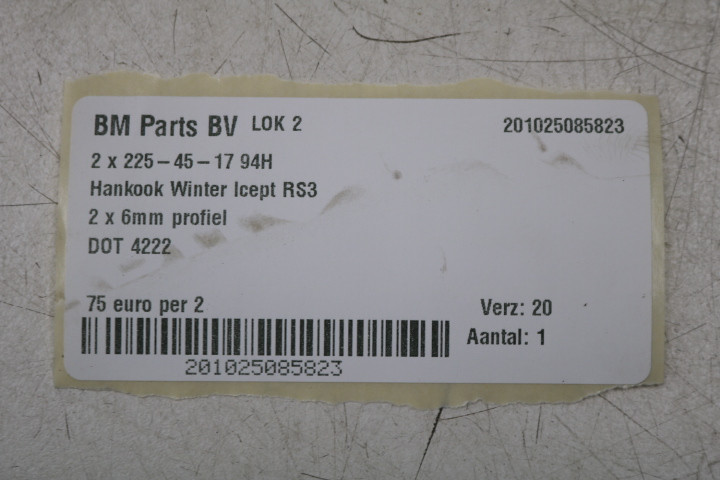 BM Parts BV LOK 2 201025085823
2 x 225-45-17 94H
Hankook Winter Icept RS3
2 x 6mm profiel
DOT 4222
75 euro per 2 Verz: 20
Aantal: 1
201025085823